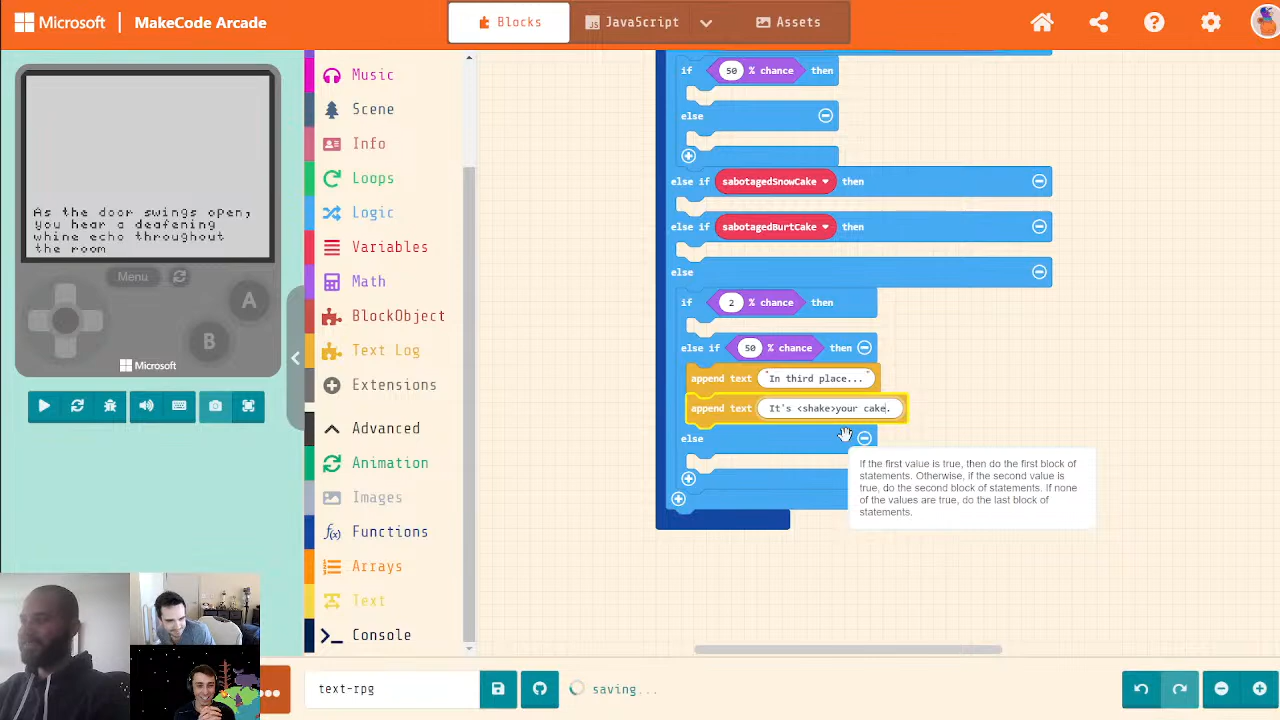 Microsoft
MakeCode Arcade
Blocks
JavaScript
Assets
As the door swings open,
you hear a deafening
whine echo throughout
the room
Menu
A
B
Microsoft
Music
Scene
Info
Loops
Logic
Variables
Math
BlockObject
Text Log
Extensions
Advanced
Animation
Images
Functions
Arrays
Text
Console
if 50 % chance then
else
else if sabotagedSnowCake then
else if sabotagedBurtCake then
else
if 2 % chance then
else if 50 % chance then
append text "In third place..."
append text It's <shake>your cake.
else
If the first value is true, then do the first block of
statements. Otherwise, if the second value is
true, do the second block of statements. If none
of the values are true, do the last block of
statements.
text-rpg
saving...